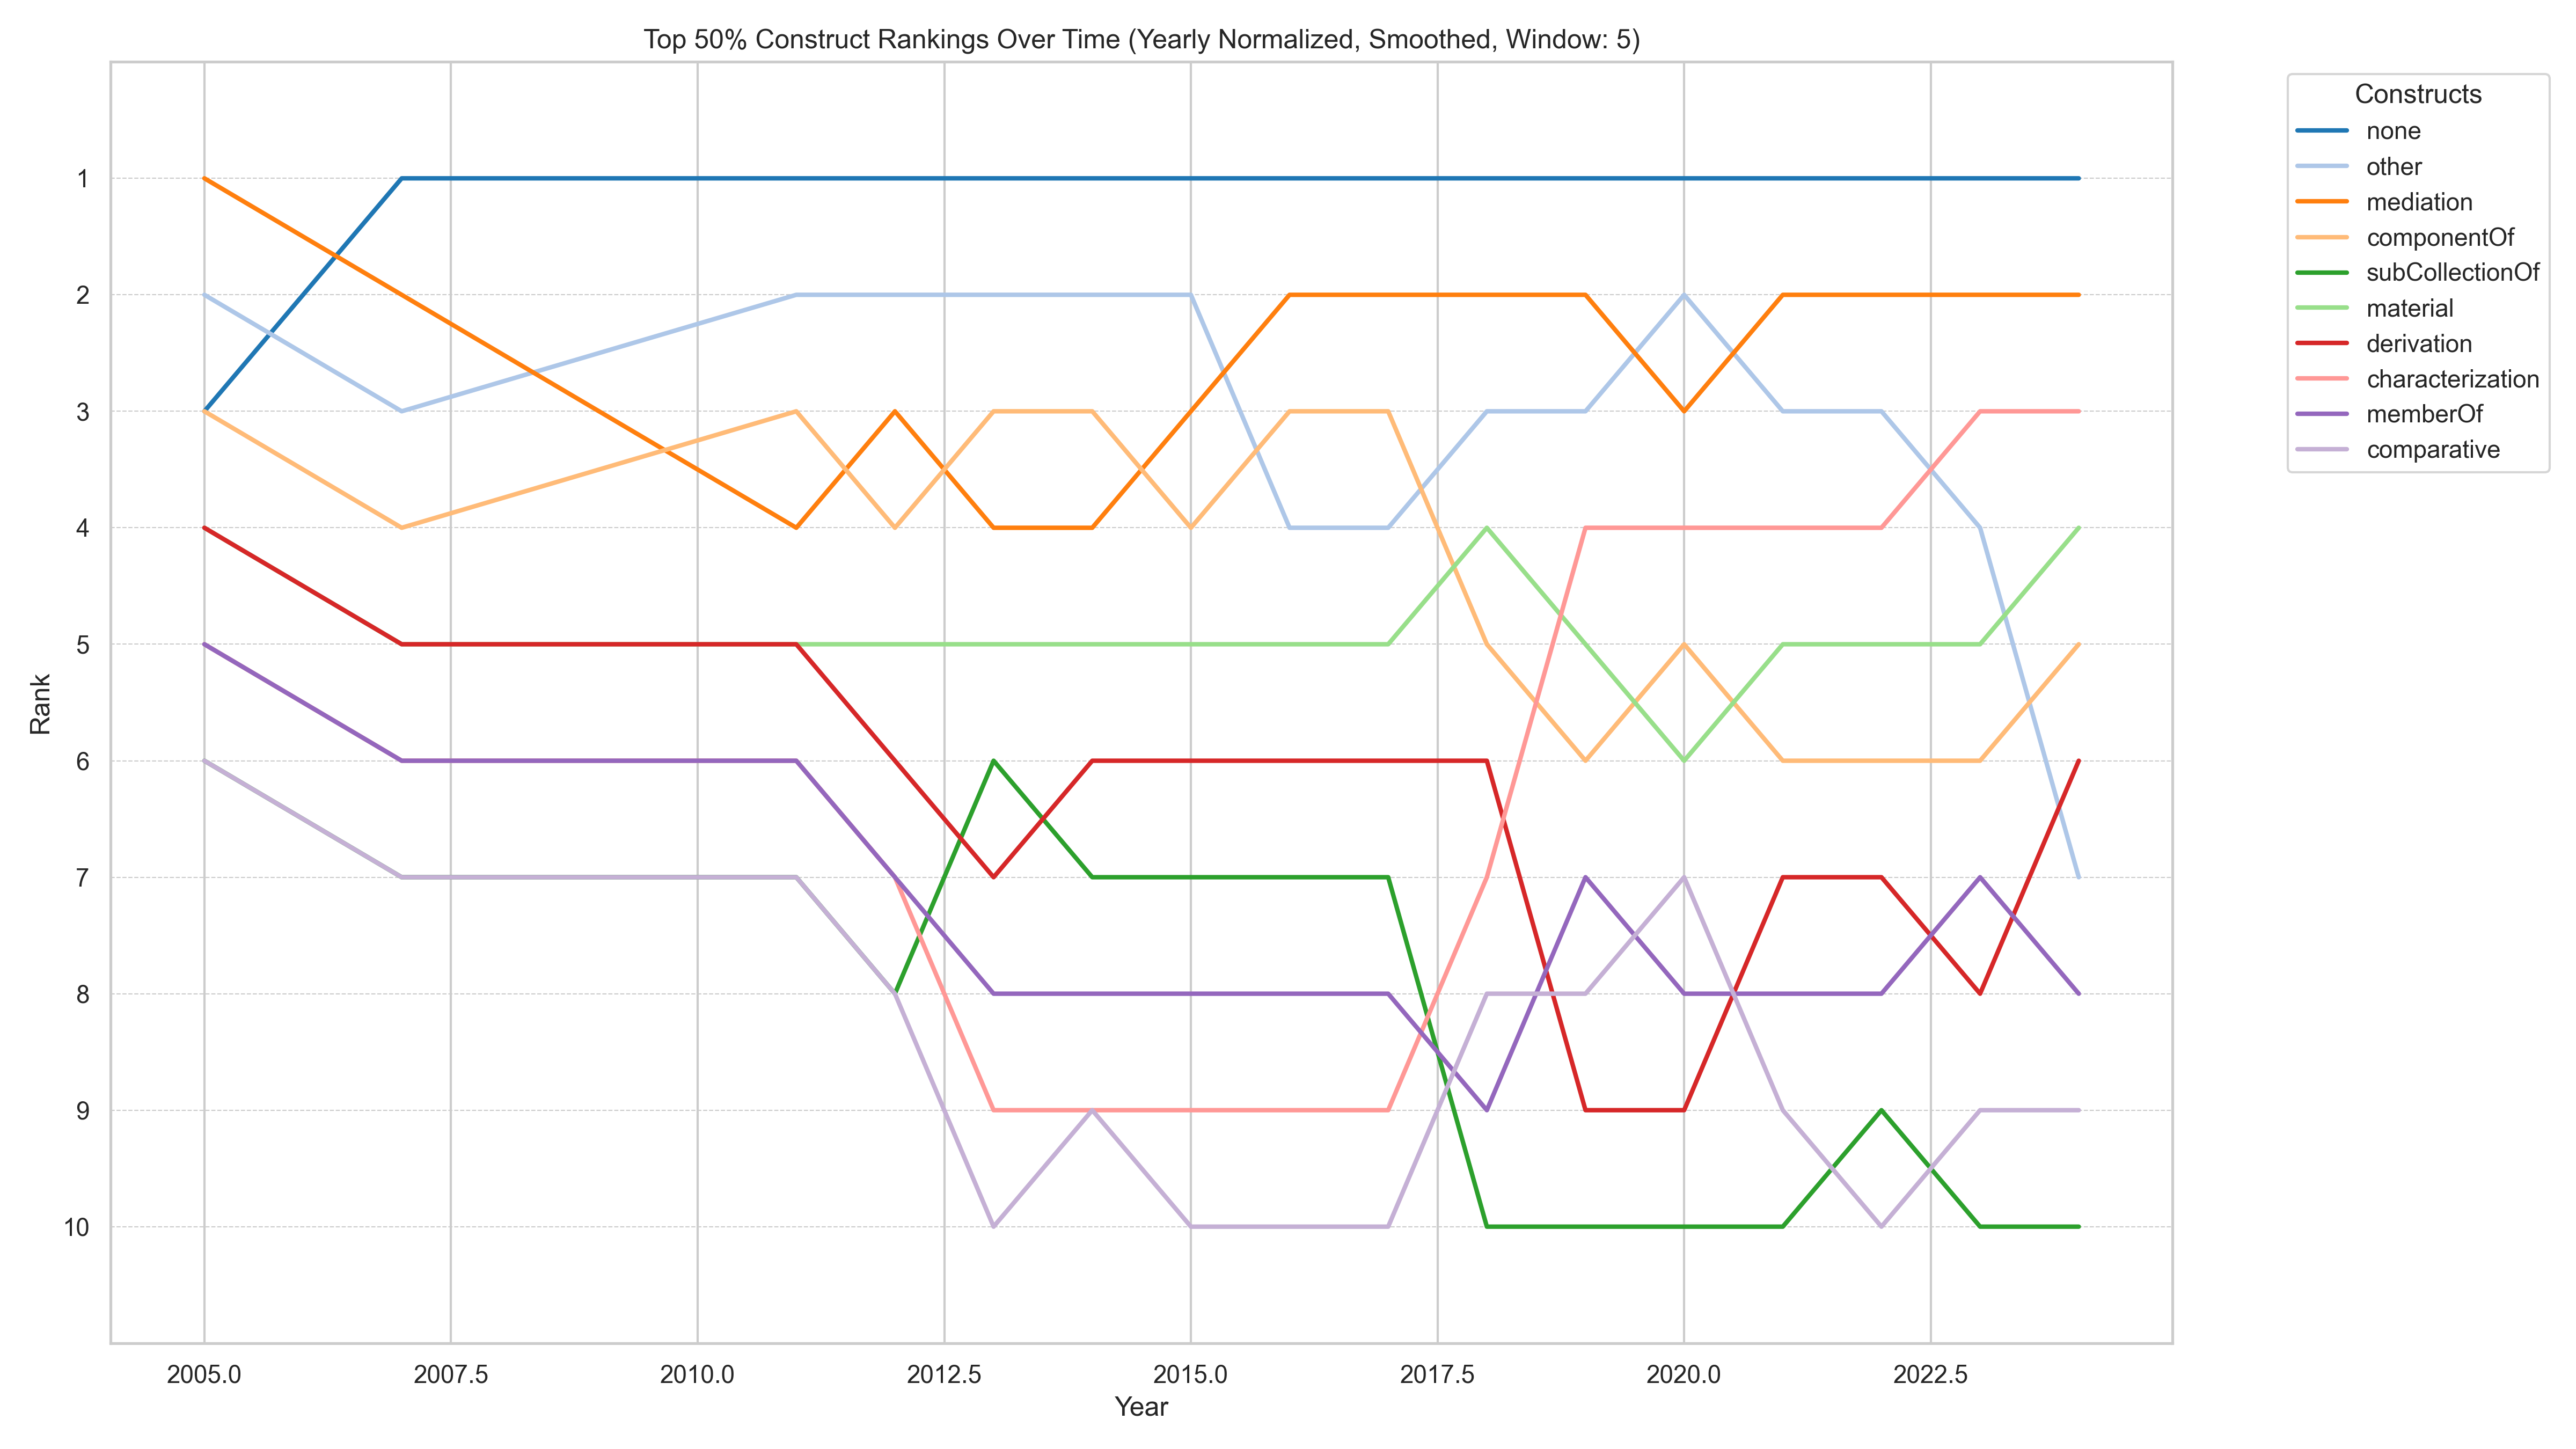 Top 50% Construct Rankings Over Time (Yearly Normalized, Smoothed, Window: 5)
Constructs
none
other
mediation
componentOf
subCollectionOf
material
derivation
characterization
memberOf
comparative
Rank
1
2
3
4
5
6
7
8
9
10
2005.0
2007.5
2010.0
2012.5
2015.0
2017.5
2020.0
2022.5
Year